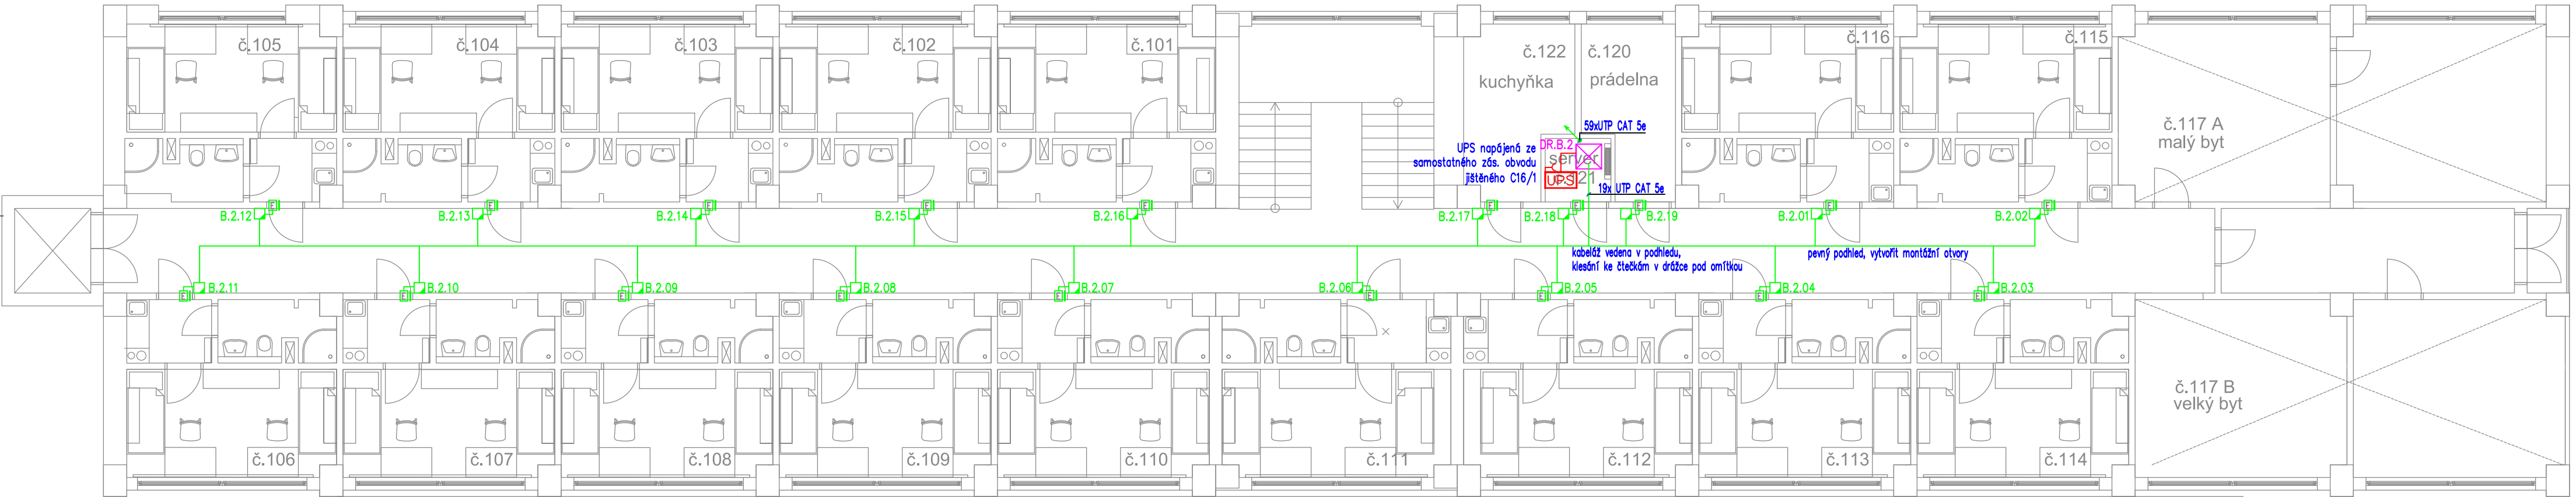 č.105
č.104
č.103
č.102
č.101
č.122
kuchyňka
č.120
prádelna
č.116
č.115
č.117 A
malý byt
59xUTP CAT 5e
DR.B.2
UPS napájená ze
samostatného zás. obvodu
jištěného C16/1
server
UPS
19x UTP CAT 5e
B.2.12
B.2.13
B.2.14
B.2.15
B.2.16
B.2.17
B.2.18
B.2.19
B.2.01
B.2.02
kabeláž vedena v podhledu,
klesání ke čtečkám v drážce pod omítkou
pevný podhled, vytvořit montážní otvory
B.2.11
B.2.10
B.2.09
B.2.08
B.2.07
B.2.06
B.2.05
B.2.04
B.2.03
č.117 B
velký byt
č.106
č.107
č.108
č.109
č.110
č.111
č.112
č.113
č.114